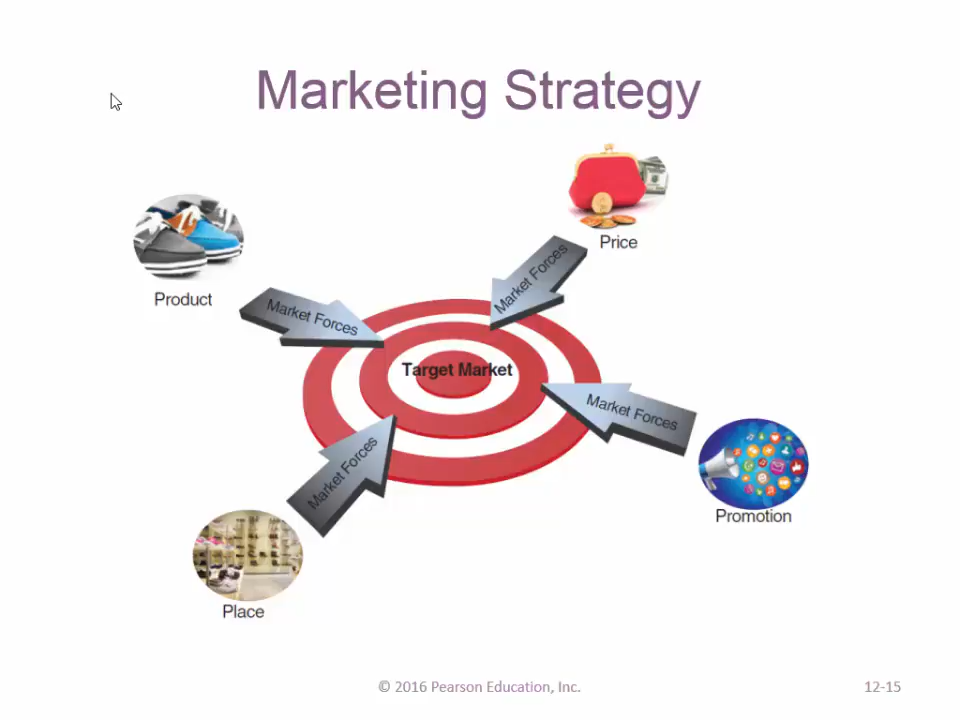 Marketing Strategy
Price
Product
Market Forces
Market Forces
Target Market
Market Forces
Market Forces
Promotion
Place
© 2016 Pearson Education, Inc.
12-15